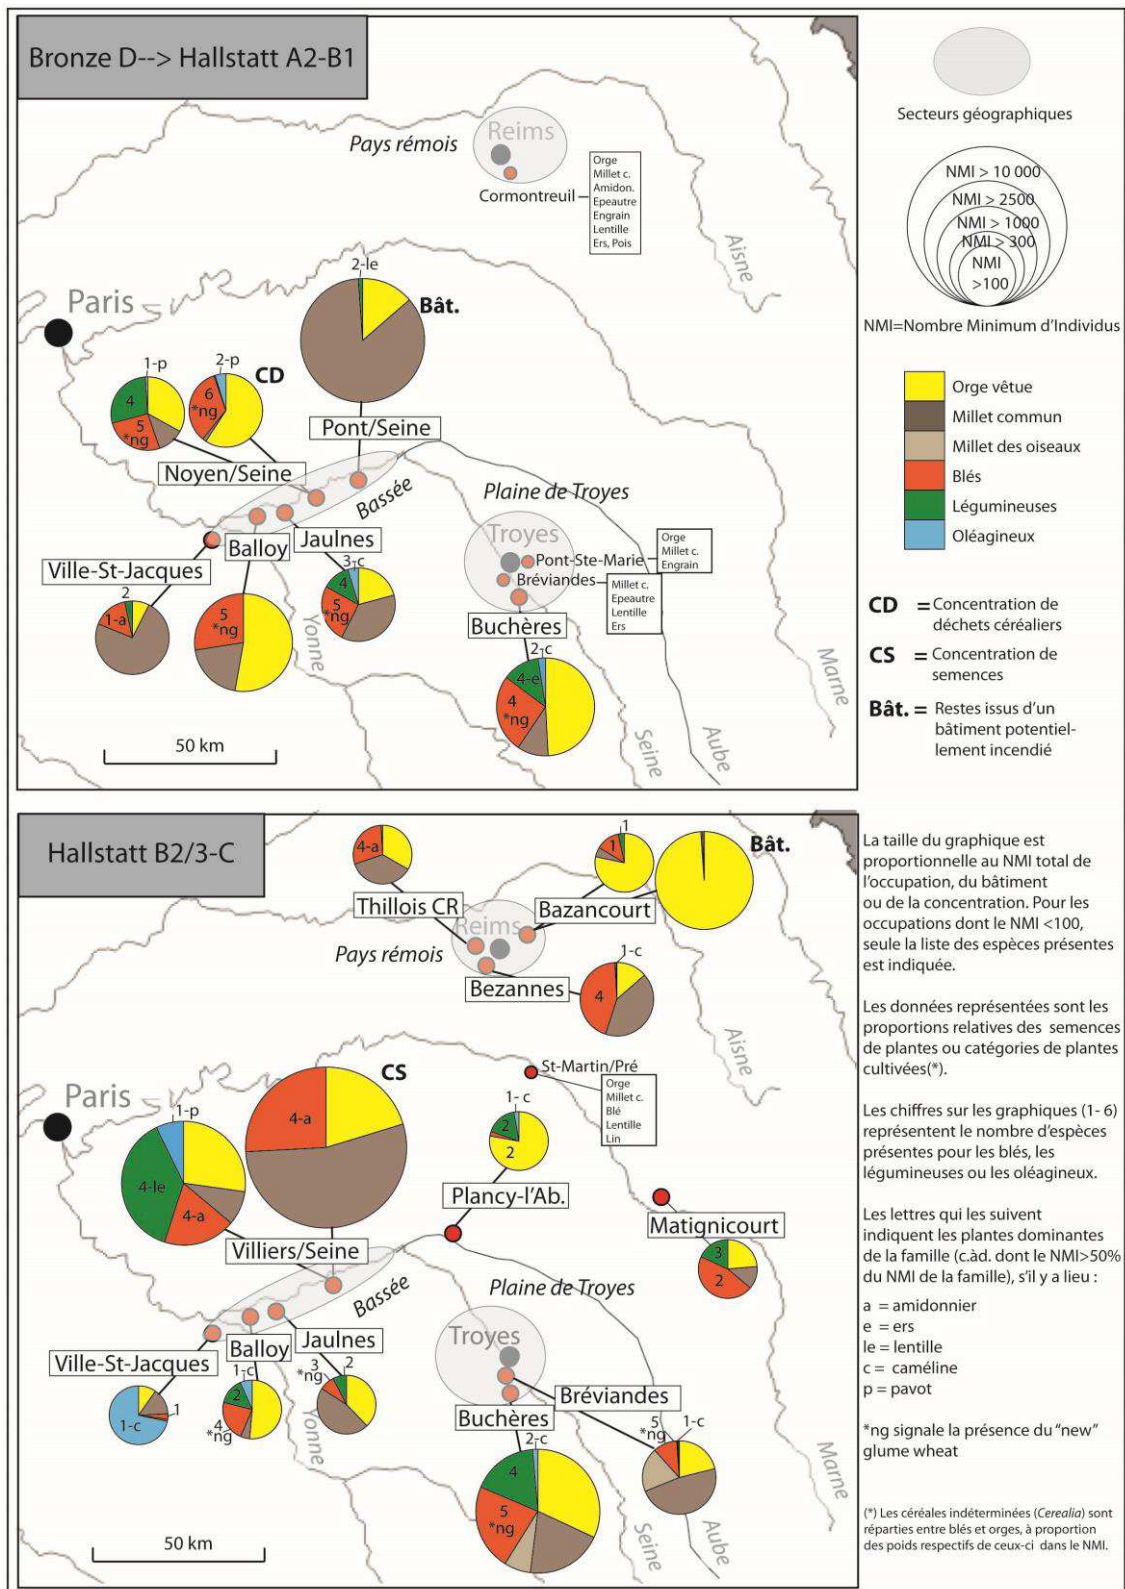 Bronze D--> Hallstatt A2-B1
Reims
Pays rémois
Cormontreuil
Orge
Millet c.
Amidon.
Epeautre
Engrain
Lentille
Ers, Pois
Aisne
Paris
2-le
Bât.
1-p
2-p
CD
4
5
*ng
6
*ng
Pont/Seine
Noyen/Seine
Bassée
Plaine de Troyes
Troyes
Pont-Ste-Marie
Orge
Millet c.
Engrain
Bréviandes
Millet c.
Epeautre
Lentille
Ers
Ville-St-Jacques
Balloy
Jaulnes
Buchères
2
1-a
5
*ng
3-c
4
5
*ng
2-c
4-e
4
*ng
Yonne
Seine
Aube
Marne
50 km
Secteurs géographiques
NMI > 10 000
NMI > 2500
NMI > 1000
NMI > 300
NMI
>100
NMI=Nombre Minimum d'Individus
Orge vêtue
Millet commun
Millet des oiseaux
Blés
Légumineuses
Oléagineux
CD = Concentration de
déchets céréaliers
CS = Concentration de
semences
Bât. = Restes issus d'un
bâtiment potentiel-
lement incendié
Hallstatt B2/3-C
4-a
1
1
Bât.
Thillois CR
Bazancourt
Reims
Pays rémois
Bezannes
1-c
4
Aisne
St-Martin/Pré
Orge
Millet c.
Blé
Lentille
Lin
Paris
CS
4-a
1-p
4-le
4-a
1- c
2
2
Plancy-l'Ab.
Villiers/Seine
Matignicourt
3
2
Bassée
Plaine de Troyes
Troyes
Ville-St-Jacques
Balloy
Jaulnes
Bréviandes
Buchères
1
1-c
1-c
2
4
*ng
3
*ng
2
2-c
4
5
*ng
5
*ng
1-c
Yonne
Seine
Aube
Marne
50 km
La taille du graphique est
proportionnelle au NMI total de
l'occupation, du bâtiment
ou de la concentration. Pour les
occupations dont le NMI <100,
seule la liste des espèces présentes
est indiquée.
Les données représentées sont les
proportions relatives des semences
de plantes ou catégories de plantes
cultivées(*).
Les chiffres sur les graphiques (1- 6)
représentent le nombre d'espèces
présentes pour les blés, les
légumineuses ou les oléagineux.
Les lettres qui les suivent
indiquent les plantes dominantes
de la famille (c.àd. dont le NMI>50%
du NMI de la famille), s'il y a lieu :
a = amidonnier
e = ers
le = lentille
c = caméline
p = pavot
*ng signale la présence du "new"
glume wheat
(*) Les céréales indéterminées (Cerealia) sont
réparties entre blés et orges, à proportion
des poids respectifs de ceux-ci dans le NMI.